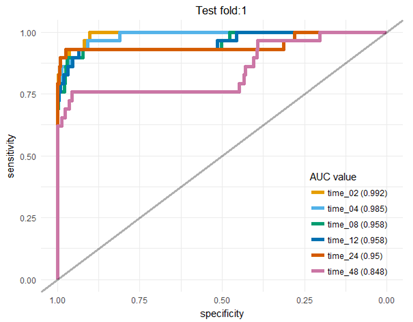 Test fold:1
1.00
0.75
0.50
0.25
0.00
sensitivity
AUC value
time_02 (0.992)
time_04 (0.985)
time_08 (0.958)
time_12 (0.958)
time_24 (0.95)
time_48 (0.848)
1.00 0.75 0.50 0.25 0.00
specificity